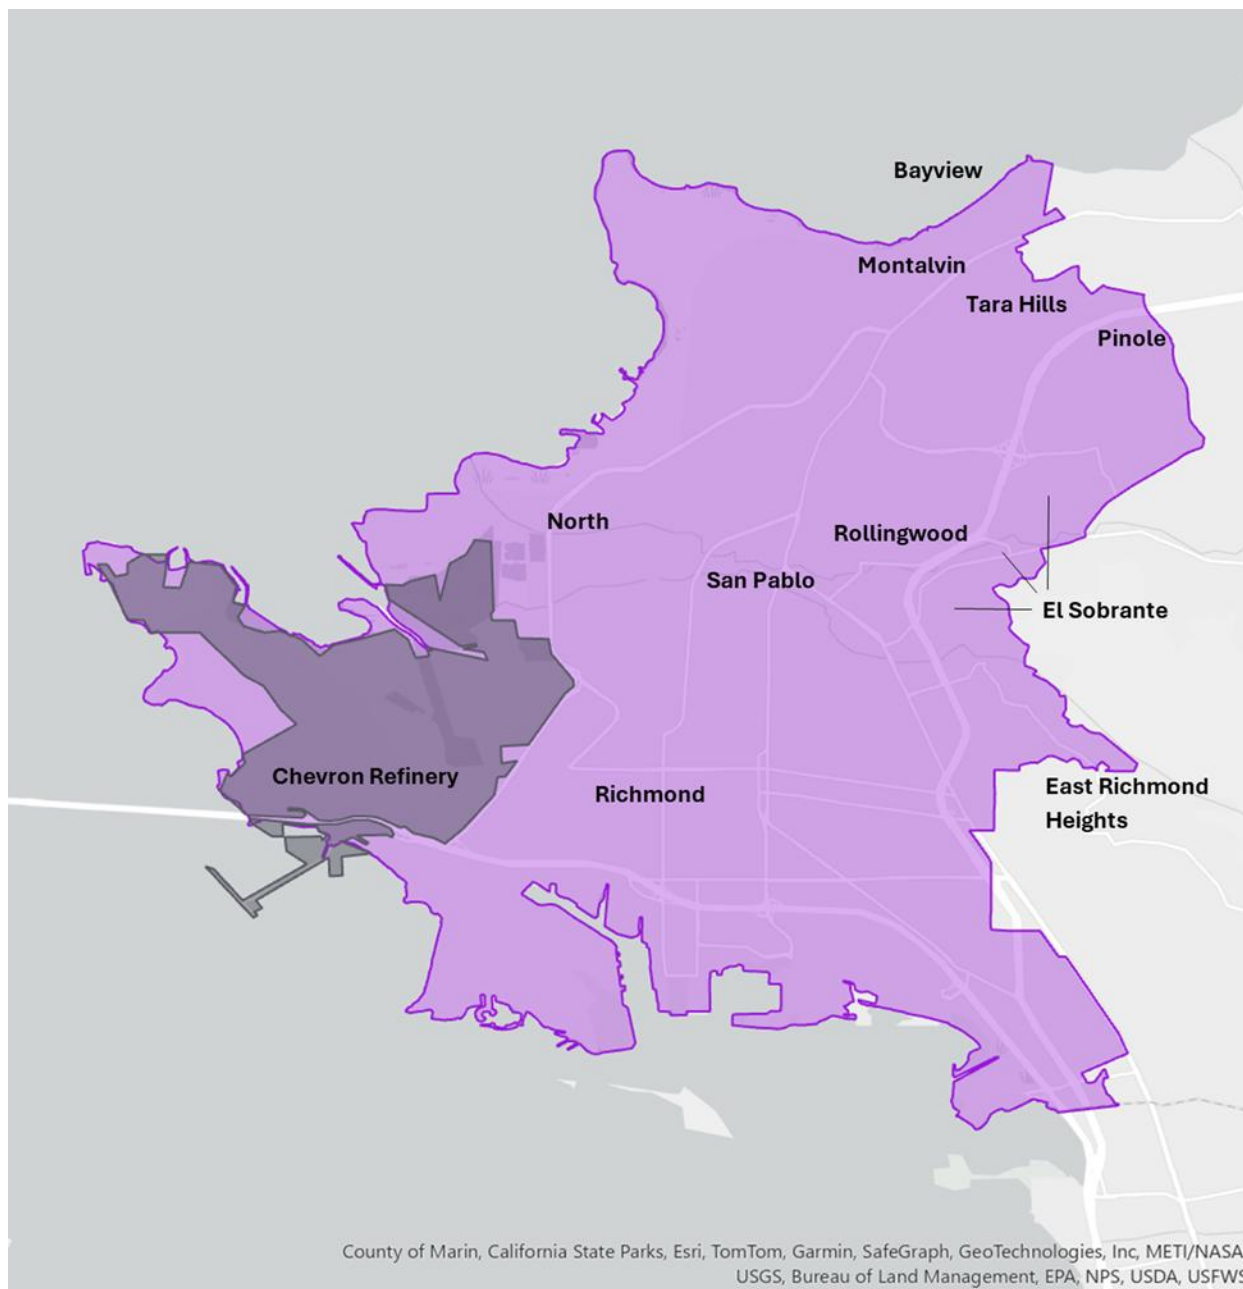 Bayview
Montalvin
Tara Hills
Pinole
North
Rollingwood
San Pablo
El Sobrante
Chevron Refinery
Richmond
East Richmond
Heights
County of Marin, California State Parks, Esri, TomTom, Garmin, SafeGraph, GeoTechnologies, Inc, METI/NASA
USGS, Bureau of Land Management, EPA, NPS, USDA, USFWS